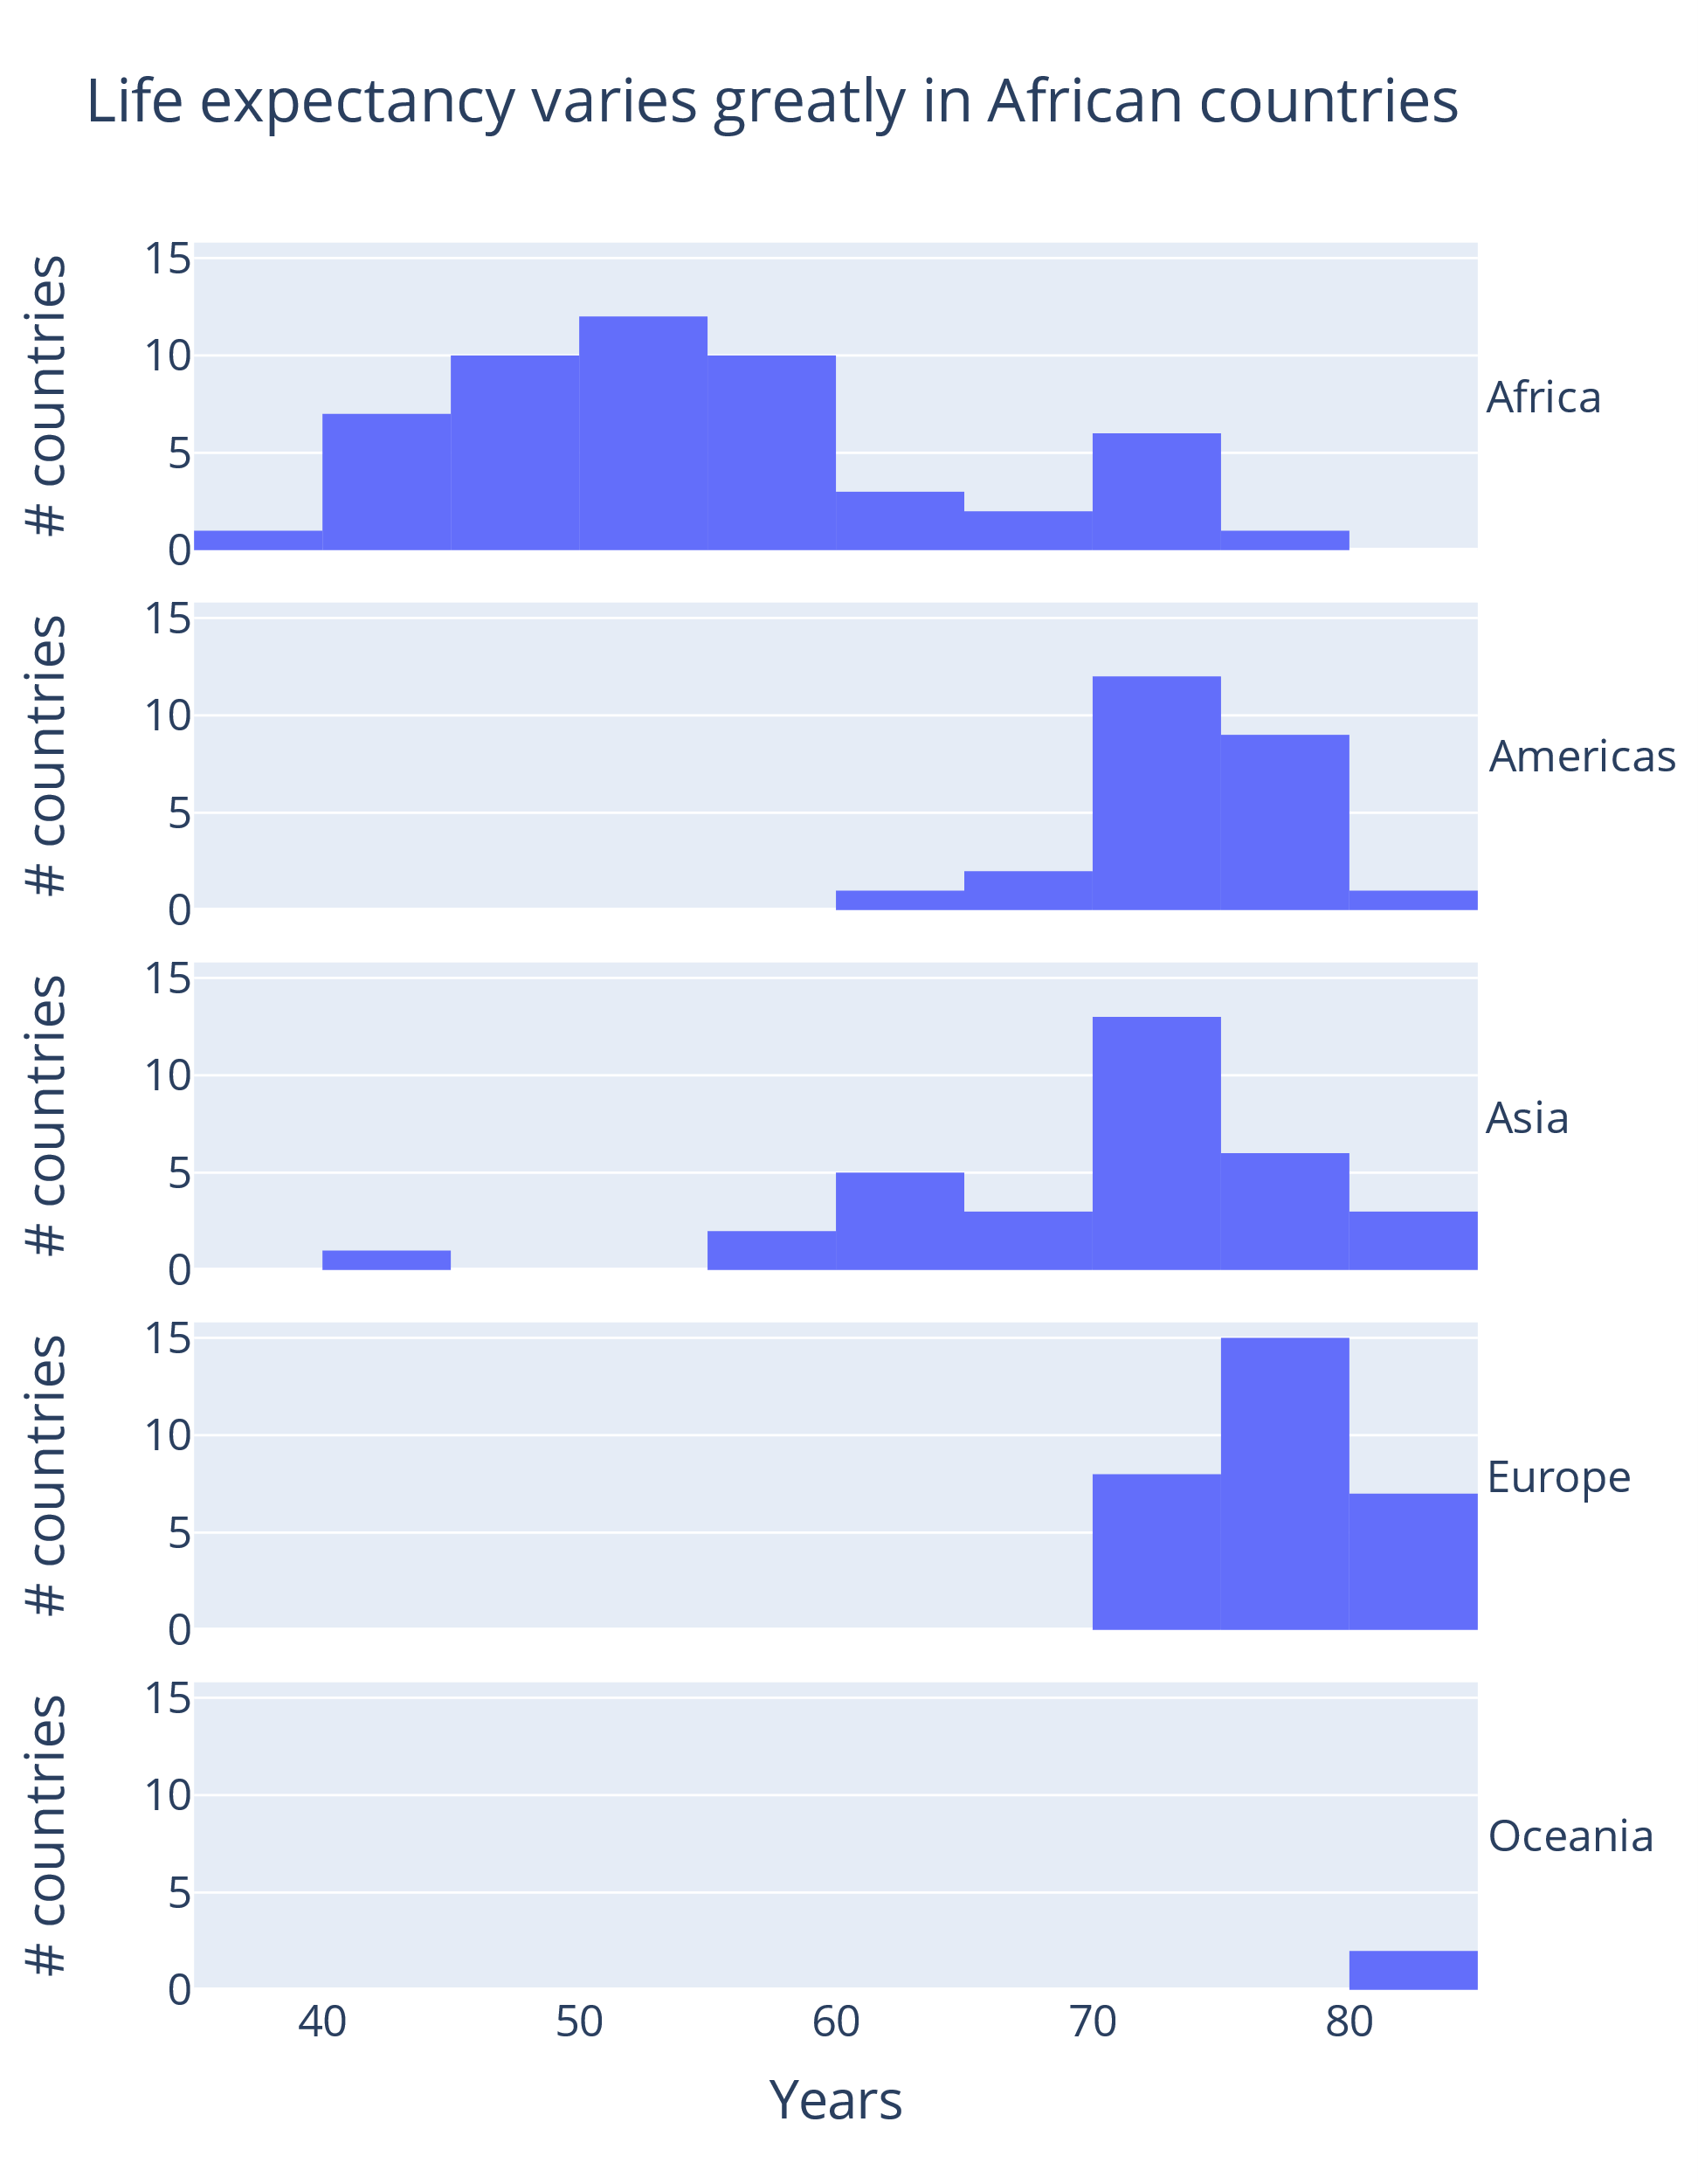 Life expectancy varies greatly in African countries
# countries
15
10
5
0
Africa
# countries
15
10
5
0
Americas
# countries
15
10
5
0
Asia
# countries
15
10
5
0
Europe
# countries
15
10
5
0
Oceania
40 50 60 70 80
Years